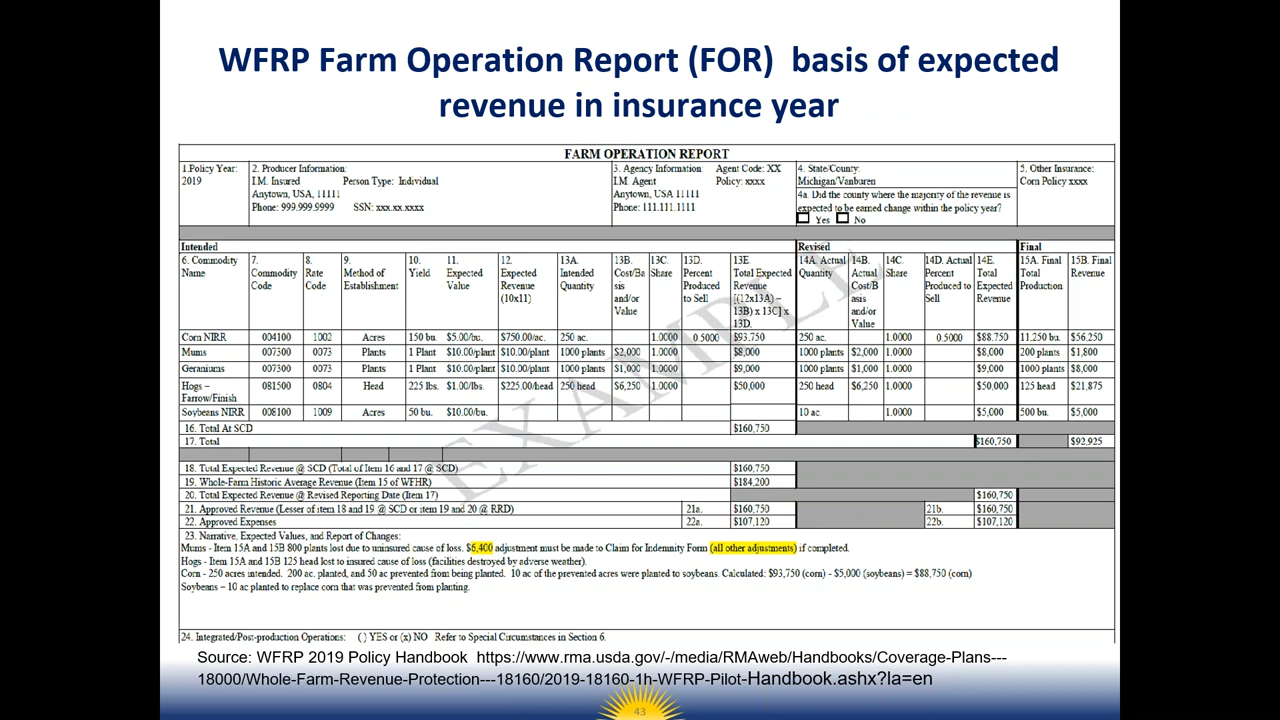 WFRP Farm Operation Report (FOR) basis of expected
revenue in insurance year
FARM OPERATION REPORT
1.Policy Year:
2019
2. Producer Information:
I.M. Insured Person Type: Individual
Anytown, USA, 11111
Phone: 999.999.9999 SSN: xxx.xx.xxxx
3. Agency Information: Agent Code: XX
I.M. Agent Policy: xxxx
Anytown, USA 11111
Phone: 111.111.1111
4. State/County:
Michigan/Vanburen
4a. Did the county where the majority of the revenue is
expected to be earned change within the policy year?
Yes No
5. Other Insurance:
Corn Policy xxxx
Intended Revised Final
6. Commodity
Name
7.
Commodity
Code
8.
Rate
Code
9.
Method of
Establishment
10.
Yield
11.
Expected
Value
12.
Expected
Revenue
(10x11)
13A.
Intended
Quantity
13B.
Cost/Ba
sis
and/or
Value
13C.
Share
13D.
Percent
Produced
to Sell
13E.
Total Expected
Revenue
[(12x13A) –
13B) x 13C] x
13D.
14A. Actual
Quantity
14B.
Actual
Cost/B
asis
and/or
Value
14C.
Share
14D. Actual
Percent
Produced to
Sell
14E.
Total
Expected
Revenue
15A. Final
Total
Production
15B. Final
Revenue
Corn NIRR 004100 1002 Acres 150 bu. $5.00/bu. $750.00/ac. 250 ac. 1.0000 0.5000 $93,750 250 ac. 1.0000 0.5000 $88,750 11.250 bu. $56,250
Mums 007300 0073 Plants 1 Plant $10.00/plant $10.00/plant 1000 plants $2,000 1.0000 $8,000 1000 plants $2,000 1.0000 $8,000 200 plants $1,800
Geraniums 007300 0073 Plants 1 Plant $10.00/plant $10.00/plant 1000 plants $1,000 1.0000 $9,000 1000 plants $1,000 1.0000 $9,000 1000 plants $8,000
Hogs – 081500 0804 Head 225 lbs. $1.00/lbs. $225.00/head 250 head $6,250 1.0000 $50,000 250 head $6,250 1.0000 $50,000 125 head $21,875
Farrow/Finish
Soybeans NIRR 008100 1009 Acres 50 bu. $10.00/bu. 10 ac. 1.0000 $5,000 500 bu. $5,000
16. Total At SCD $160,750
17. Total $160,750 $92,925
18. Total Expected Revenue @ SCD (Total of Item 16 and 17 @ SCD) $160,750
19. Whole-Farm Historic Average Revenue (Item 15 of WFHR) $184,200
20. Total Expected Revenue @ Revised Reporting Date (Item 17) $160,750
21. Approved Revenue (Lesser of item 18 and 19 @ SCD or item 19 and 20 @ RRD) 21a. $160,750 21b. $160,750
22. Approved Expenses 22a. $107,120 22b. $107,120
23. Narrative, Expected Values, and Report of Changes:
Mums - Item 15A and 15B 800 plants lost due to uninsured cause of loss. $6,400 adjustment must be made to Claim for Indemnity Form (all other adjustments) if completed.
Hogs - Item 15A and 15B 125 head lost to insured cause of loss (facilities destroyed by adverse weather).
Corn - 250 acres intended. 200 ac. planted, and 50 ac prevented from being planted. 10 ac of the prevented acres were planted to soybeans. Calculated: $93,750 (corn) - $5,000 (soybeans) = $88,750 (corn)
Soybeans – 10 ac planted to replace corn that was prevented from planting.
24. Integrated/Post-production Operations: ( ) YES or (x) NO Refer to Special Circumstances in Section 6.
EXAMPLE
Source: WFRP 2019 Policy Handbook https://www.rma.usda.gov/-/media/RMAweb/Handbooks/Coverage-Plans---
18000/Whole-Farm-Revenue-Protection---18160/2019-18160-1h-WFRP-Pilot-Handbook.ashx?la=en
43